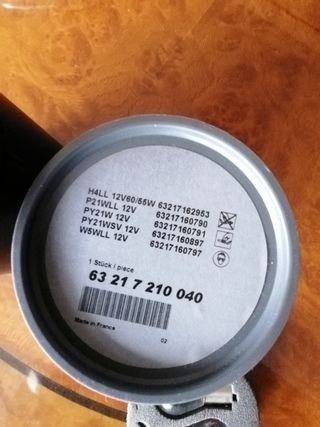 H4LL 12V60/55W 63217162953
P21WLL 12V 63217160790
PY21W 12V 63217160791
PY21WSV 12V 63217160897
W5WLL 12V 63217160797
1 Stück / piece
63 21 7 210 040
Made in France
02